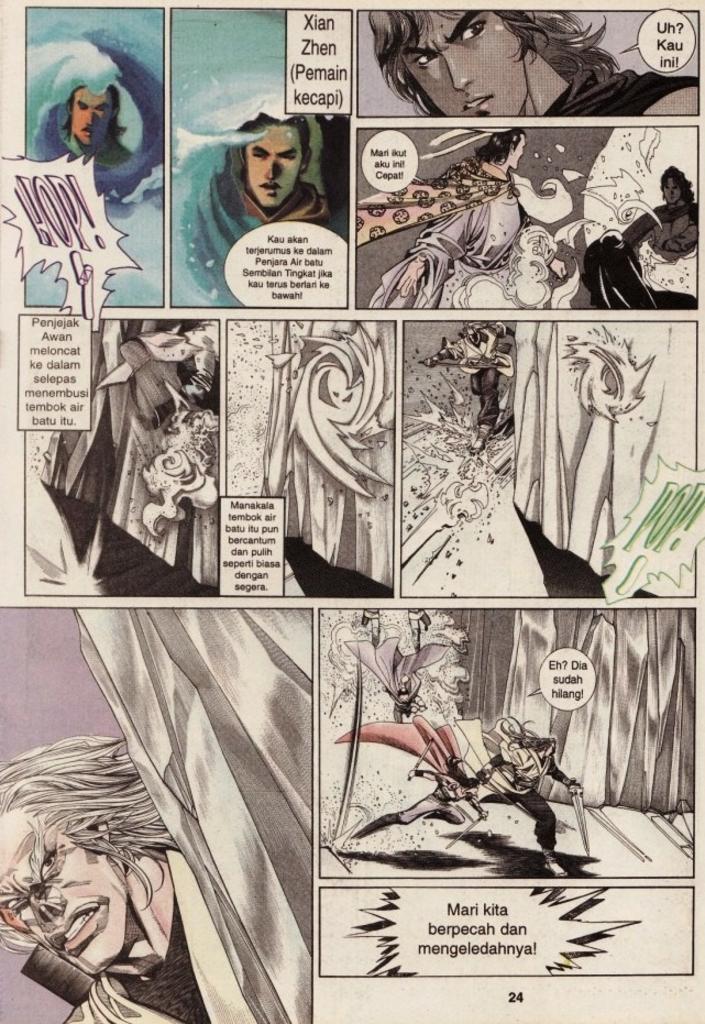 Xian
Zhen
(Pemain
kecapi)
Uh?
Kau
ini!
POP!
Kau akan
terjerumus ke dalam
Penjara Air batu
Sembilan Tingkat jika
kau terus berlari ke
bawah!
Mari ikut
aku ini!
Cepat!
Penjejak
Awan
meloncat
ke dalam
selepas
menembusi
tembok air
batu itu.
Manakala
tembok air
batu itu pun
bercantum
dan pulih
seperti biasa
dengan
segera.
POP!
Eh? Dia
sudah
hilang!
Mari kita
berpecah dan
mengeledahnya!
24